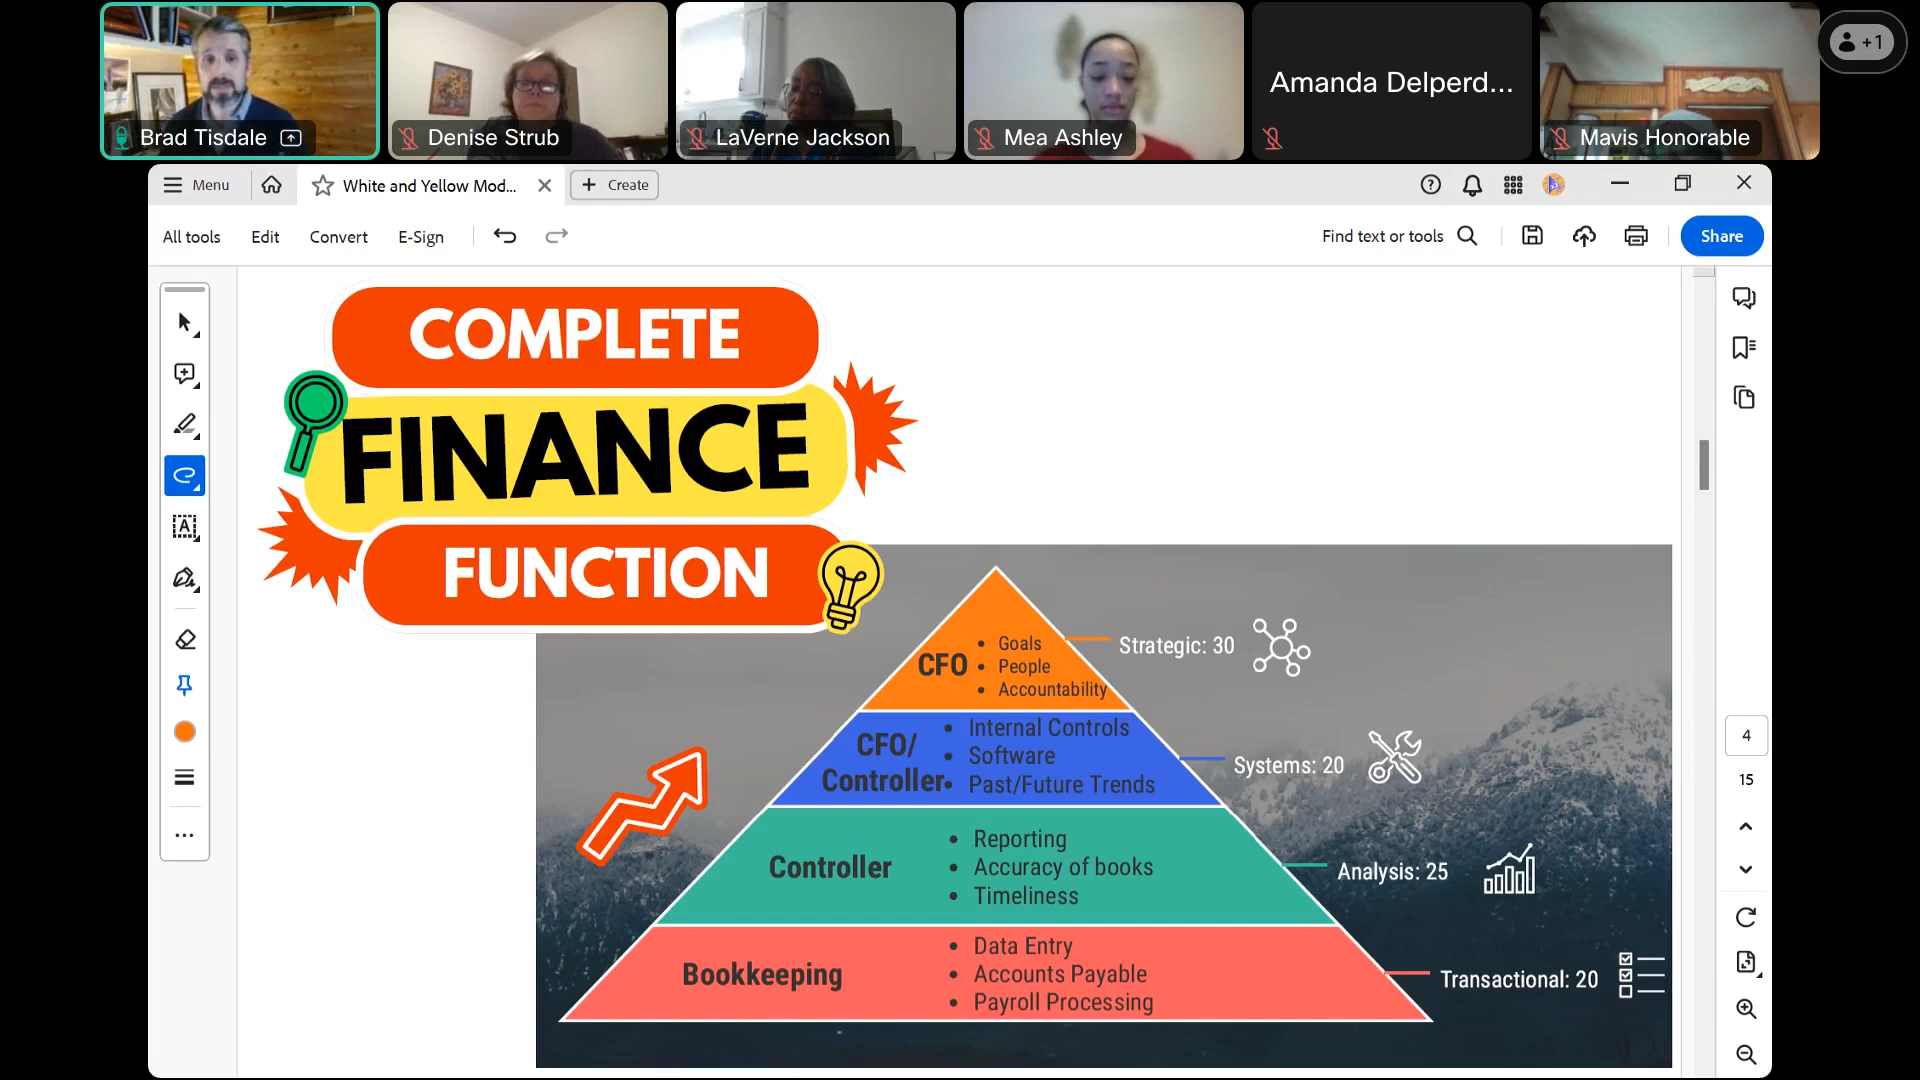 Brad Tisdale
Denise Strub
LaVerne Jackson
Mea Ashley
Amanda Delperd...
Mavis Honorable
+1
Menu
White and Yellow Mod...
Create
All tools
Edit
Convert
E-Sign
Find text or tools
Share
COMPLETE
FINANCE
FUNCTION
CFO
• Goals
• People
• Accountability
Strategic: 30
CFO/
Controller
• Internal Controls
• Software
• Past/Future Trends
Systems: 20
Controller
• Reporting
• Accuracy of books
• Timeliness
Analysis: 25
Bookkeeping
• Data Entry
• Accounts Payable
• Payroll Processing
Transactional: 20
4
15